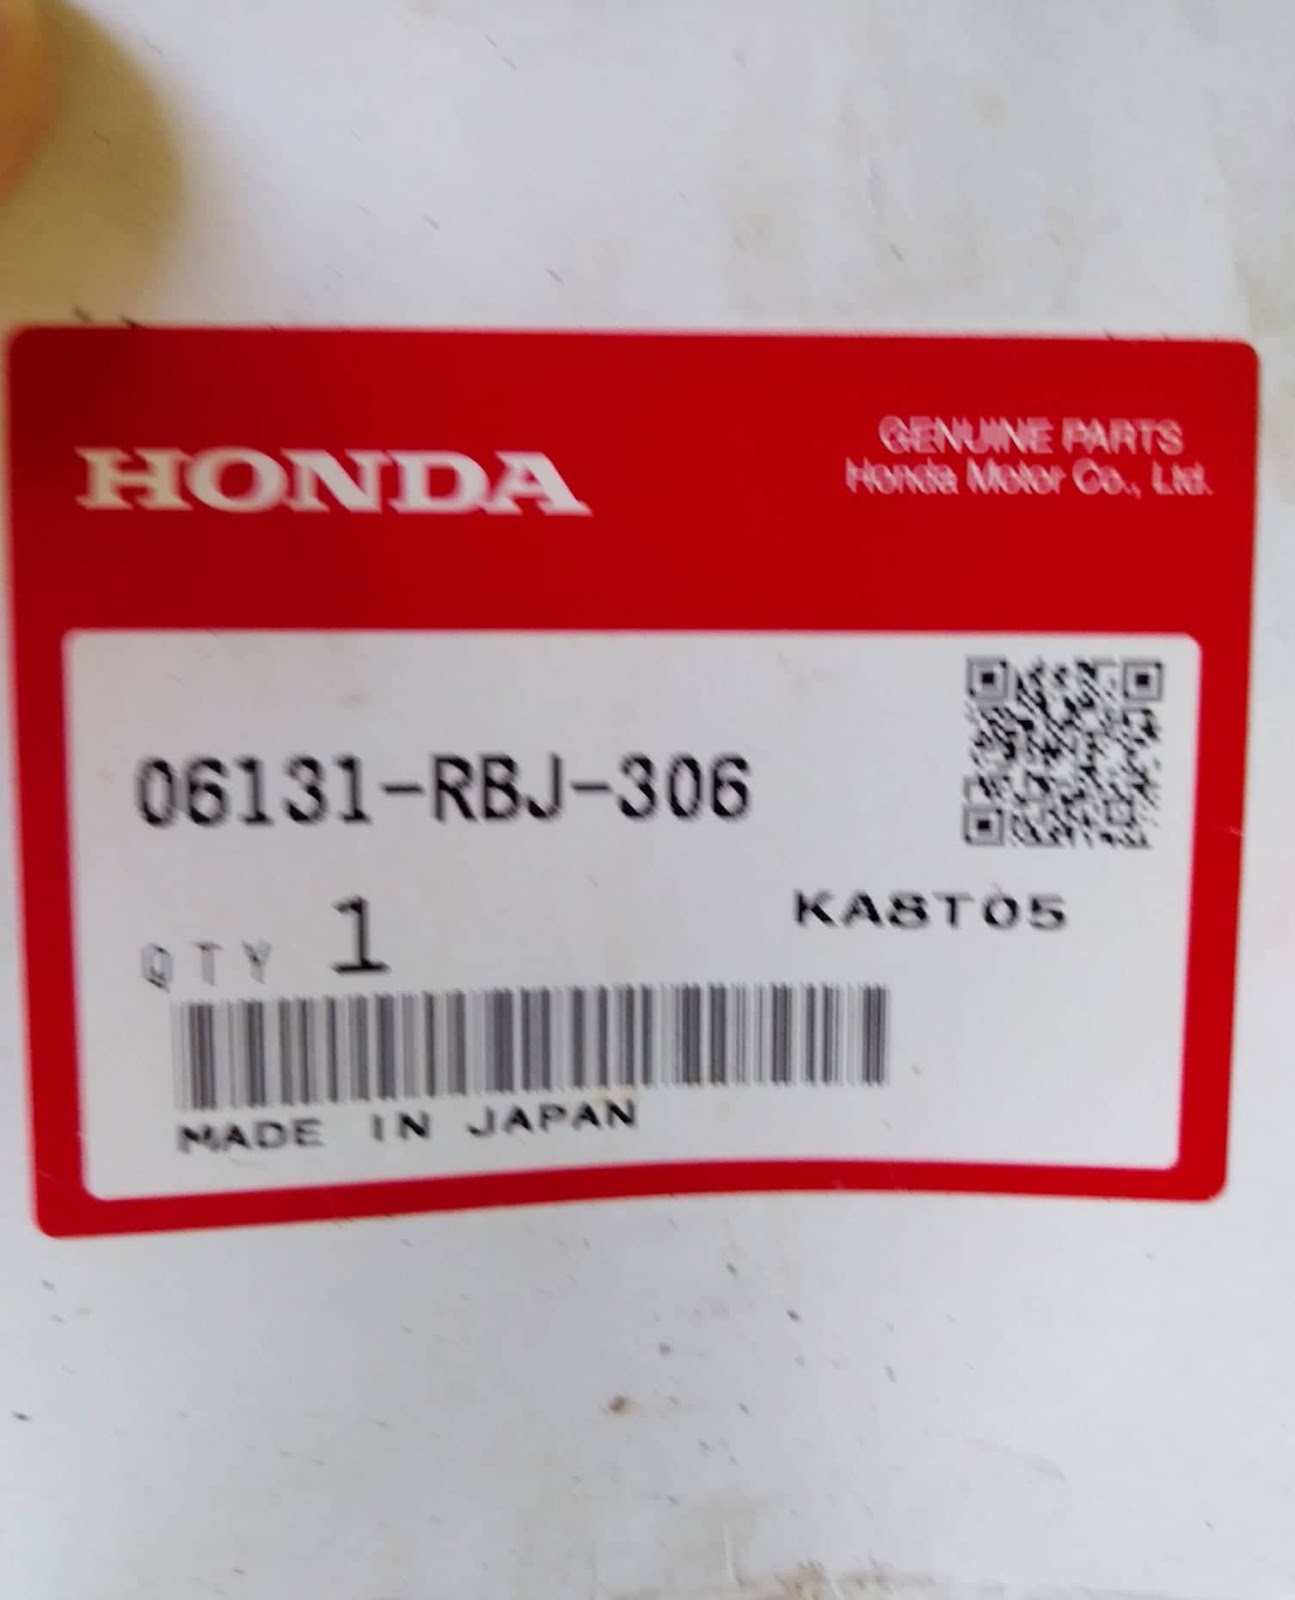 HONDA
GENUINE PARTS
Honda Motor Co., Ltd.
06131-RBJ-306
KA8T05
QTY 1
MADE IN JAPAN